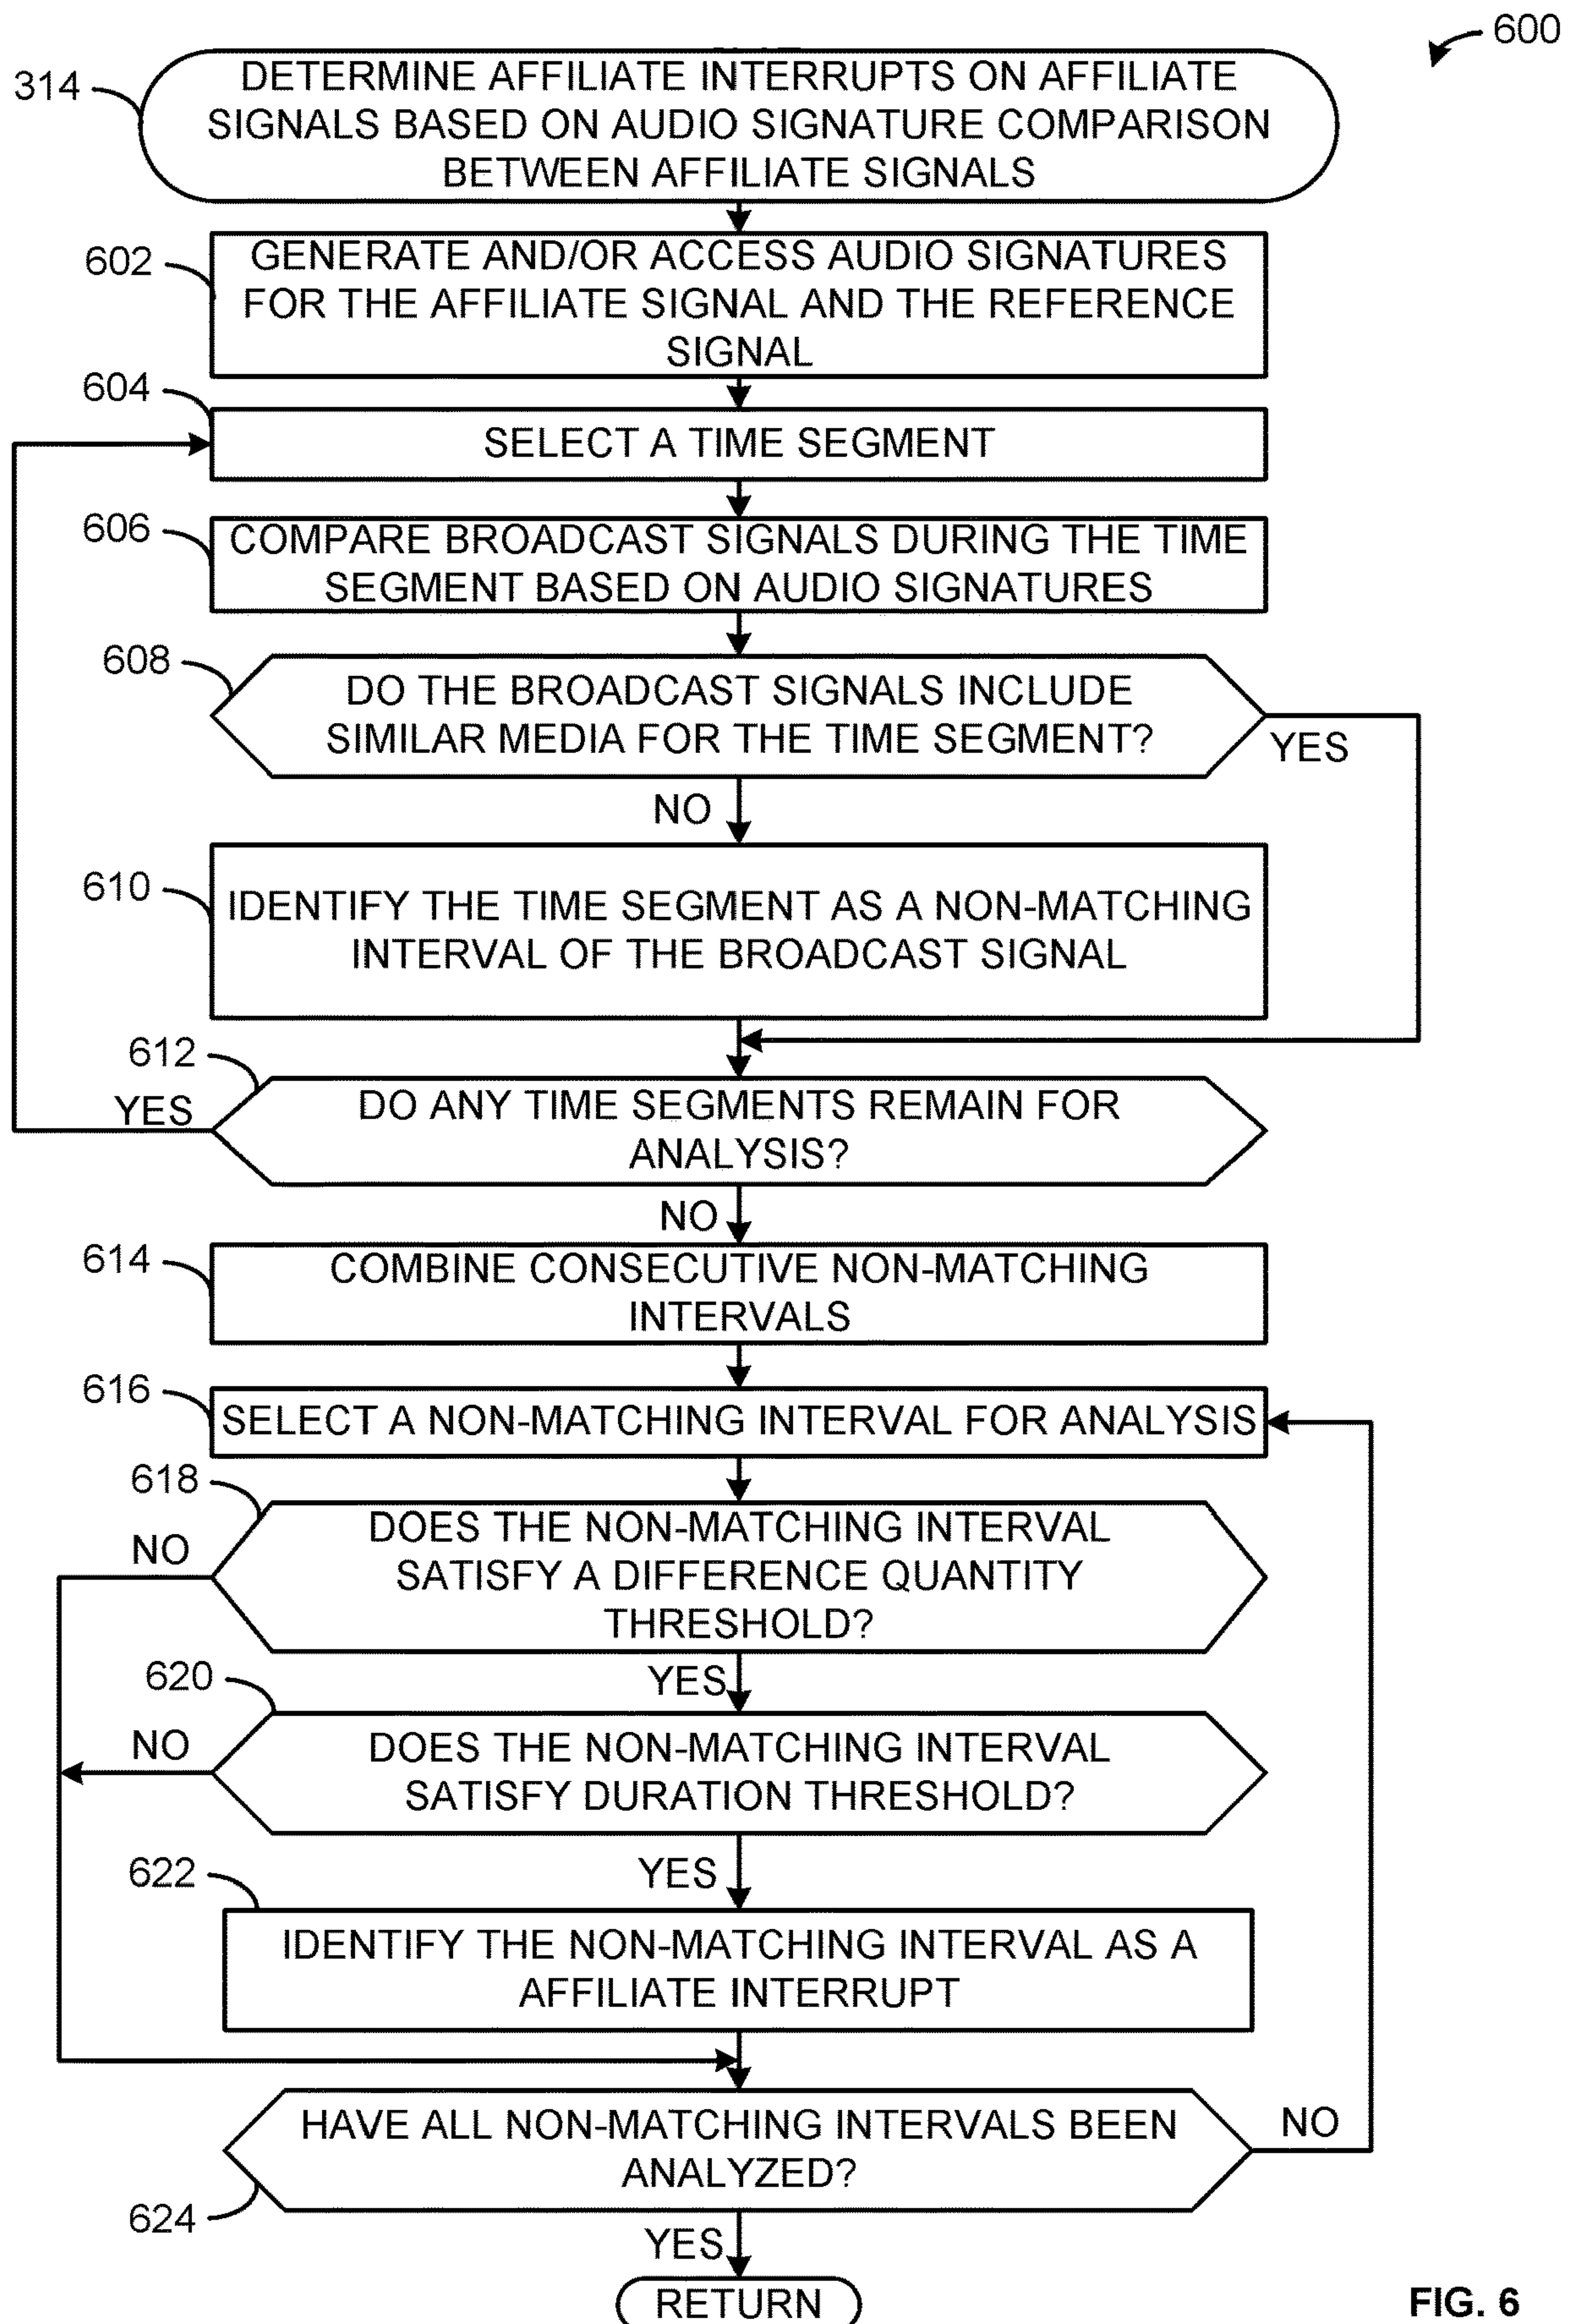 600
314
DETERMINE AFFILIATE INTERRUPTS ON AFFILIATE
SIGNALS BASED ON AUDIO SIGNATURE COMPARISON
BETWEEN AFFILIATE SIGNALS
602
GENERATE AND/OR ACCESS AUDIO SIGNATURES
FOR THE AFFILIATE SIGNAL AND THE REFERENCE
SIGNAL
604
SELECT A TIME SEGMENT
606
COMPARE BROADCAST SIGNALS DURING THE TIME
SEGMENT BASED ON AUDIO SIGNATURES
608
DO THE BROADCAST SIGNALS INCLUDE
SIMILAR MEDIA FOR THE TIME SEGMENT?
YES
NO
610
IDENTIFY THE TIME SEGMENT AS A NON-MATCHING
INTERVAL OF THE BROADCAST SIGNAL
612
YES
DO ANY TIME SEGMENTS REMAIN FOR
ANALYSIS?
NO
614
COMBINE CONSECUTIVE NON-MATCHING
INTERVALS
616
SELECT A NON-MATCHING INTERVAL FOR ANALYSIS
618
NO
DOES THE NON-MATCHING INTERVAL
SATISFY A DIFFERENCE QUANTITY
THRESHOLD?
YES
620
NO
DOES THE NON-MATCHING INTERVAL
SATISFY DURATION THRESHOLD?
YES
622
IDENTIFY THE NON-MATCHING INTERVAL AS A
AFFILIATE INTERRUPT
HAVE ALL NON-MATCHING INTERVALS BEEN
ANALYZED?
NO
624
YES
RETURN
FIG. 6